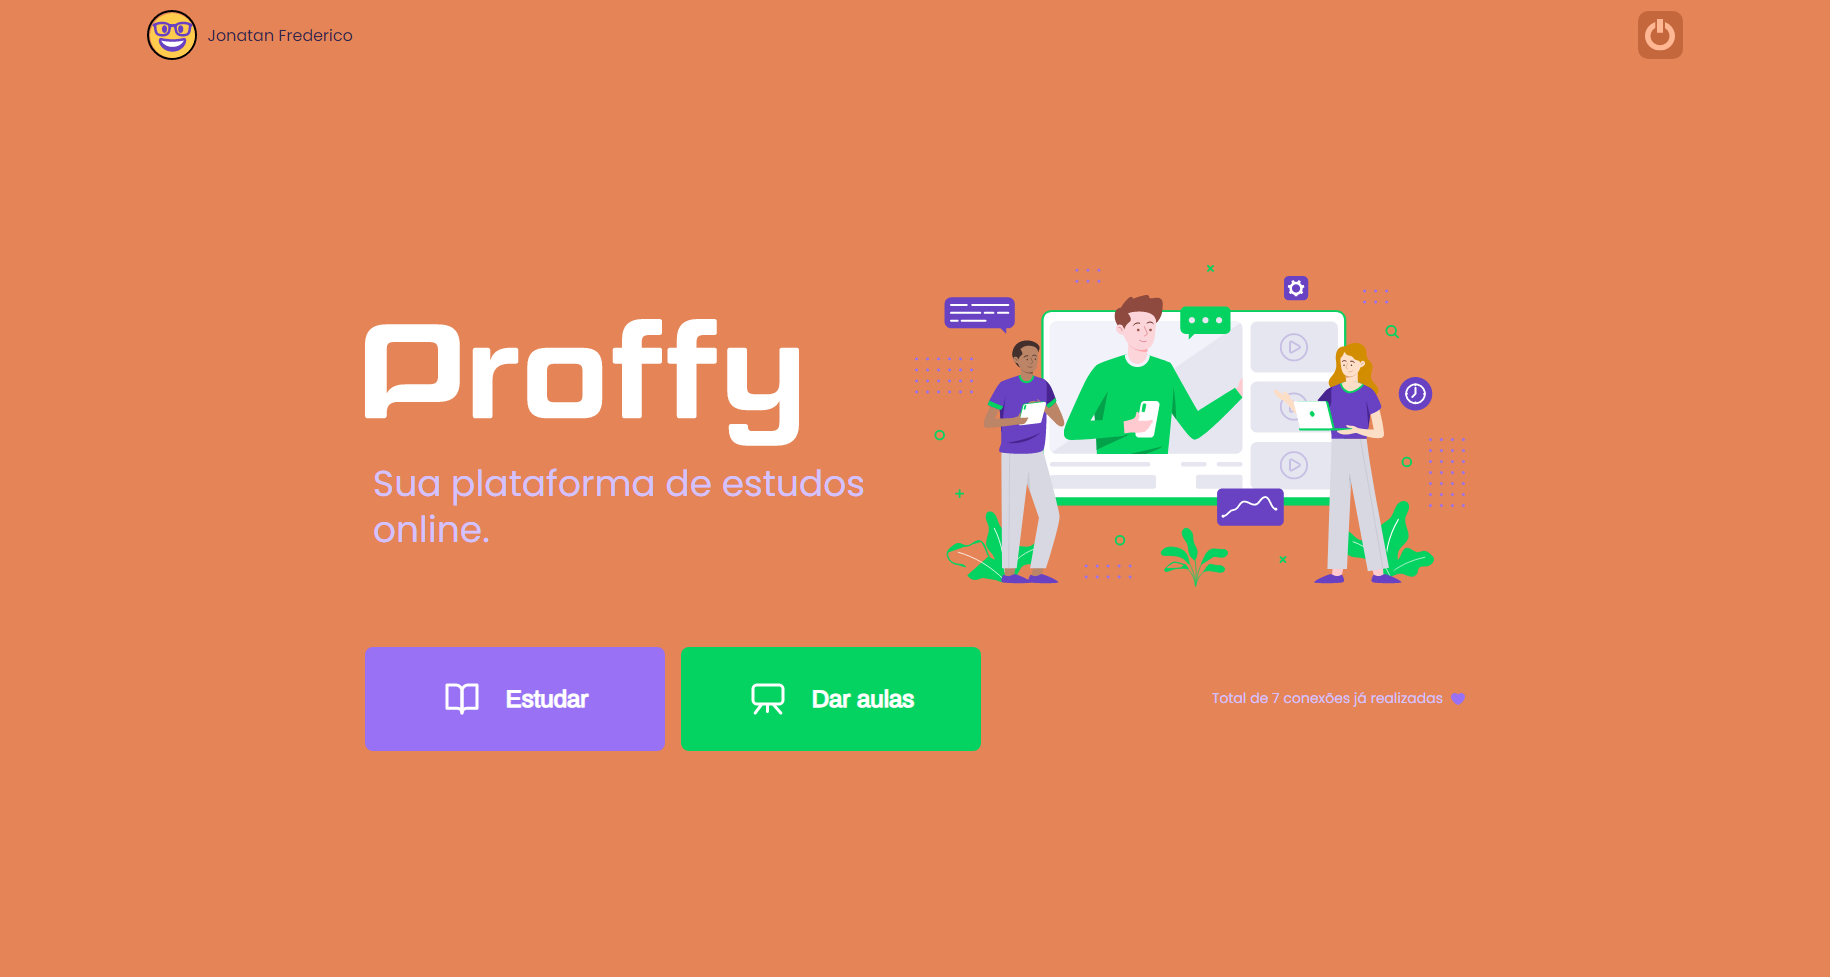 Jonatan Frederico
Proffy
Sua plataforma de estudos
online.
Estudar
Dar aulas
Total de 7 conexões já realizadas